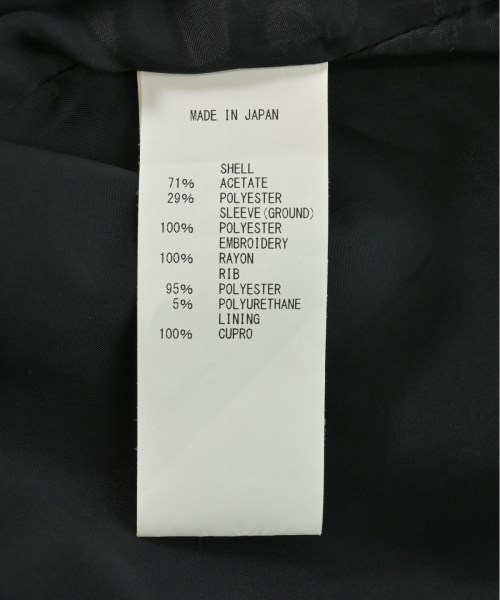 MADE IN JAPAN
SHELL
71% ACETATE
29% POLYESTER
SLEEVE(GROUND)
100% POLYESTER
EMBROIDERY
100% RAYON
RIB
95% POLYESTER
5% POLYURETHANE
LINING
100% CUPRO